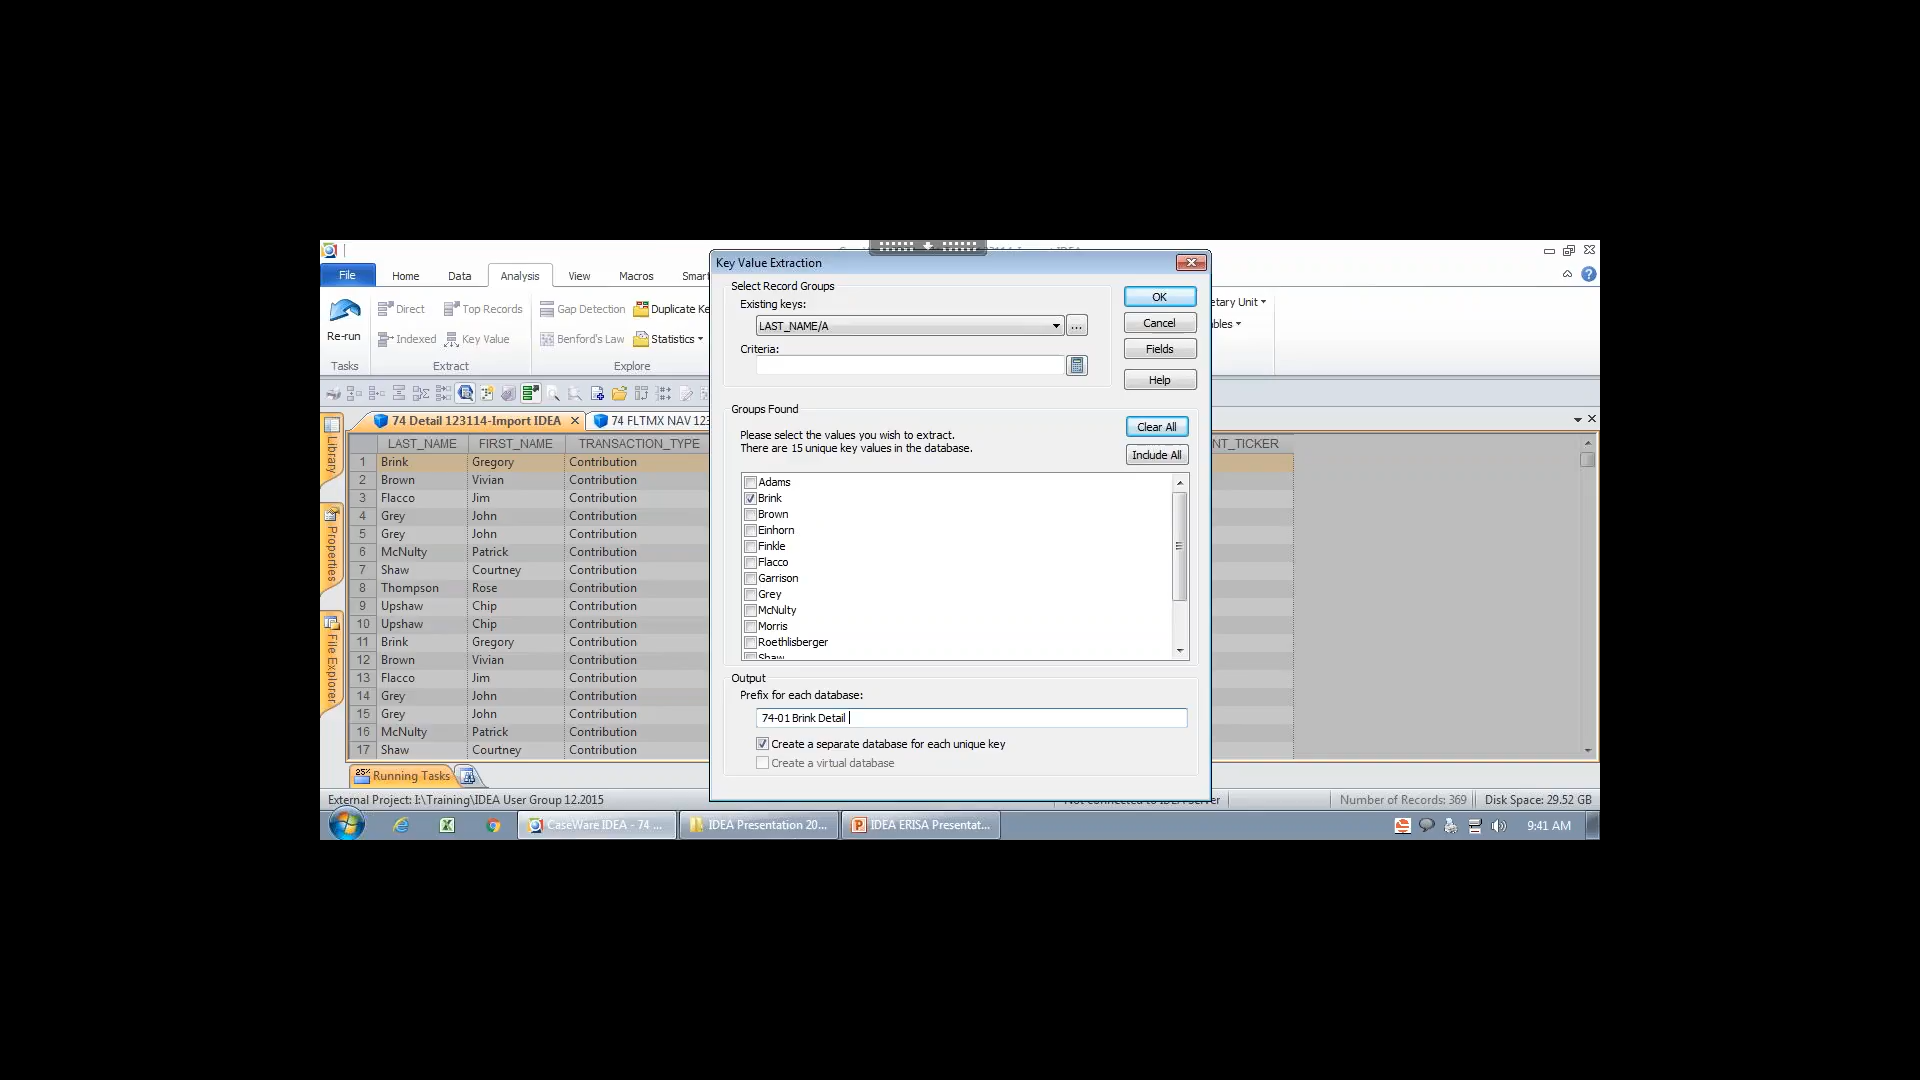 File
Home
Data
Analysis
View
Macros
Smar
Re-run
Direct
Top Records
Gap Detection
Duplicate Ke
etary Unit
Indexed
Key Value
Benford's Law
Statistics
bles
Tasks
Extract
Explore
74 Detail 123114-Import IDEA
74 FLTMX NAV 123
Library
Properties
File Explorer
LAST_NAME FIRST_NAME TRANSACTION_TYPE NT_TICKER
1 Brink Gregory Contribution
2 Brown Vivian Contribution
3 Flacco Jim Contribution
4 Grey John Contribution
5 Grey John Contribution
6 McNulty Patrick Contribution
7 Shaw Courtney Contribution
8 Thompson Rose Contribution
9 Upshaw Chip Contribution
10 Upshaw Chip Contribution
11 Brink Gregory Contribution
12 Brown Vivian Contribution
13 Flacco Jim Contribution
14 Grey John Contribution
15 Grey John Contribution
16 McNulty Patrick Contribution
17 Shaw Courtney Contribution
Key Value Extraction
Select Record Groups
Existing keys:
LAST_NAME/A
...
Criteria:
OK
Cancel
Fields
Help
Groups Found
Please select the values you wish to extract.
There are 15 unique key values in the database.
Clear All
Include All
Adams
Brink
Brown
Einhorn
Finkle
Flacco
Garrison
Grey
McNulty
Morris
Roethlisberger
Shaw
Output
Prefix for each database:
74-01 Brink Detail
Create a separate database for each unique key
Create a virtual database
25% Running Tasks
External Project: I:\Training\IDEA User Group 12.2015
Number of Records: 369
Disk Space: 29.52 GB
CaseWare IDEA - 74 ...
IDEA Presentation 20...
IDEA ERISA Presentat...
9:41 AM